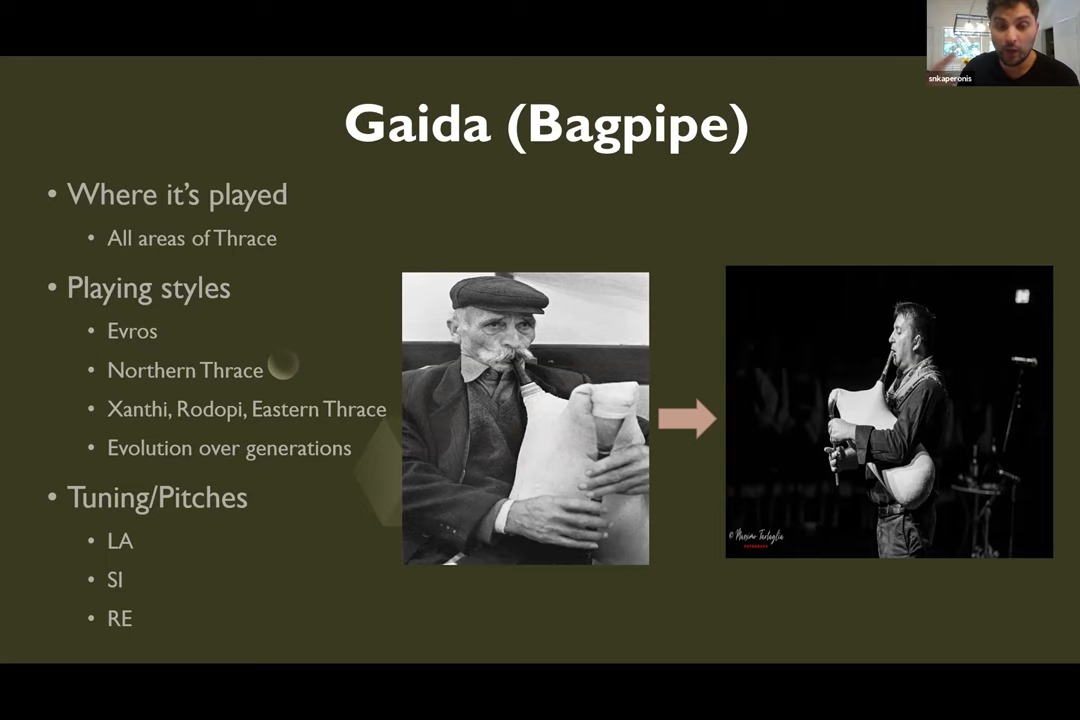 snkaperonis
Gaida (Bagpipe)
• Where it's played
• All areas of Thrace
• Playing styles
• Evros
• Northern Thrace
• Xanthi, Rodopi, Eastern Thrace
• Evolution over generations
• Tuning/Pitches
• LA
• SI
• RE